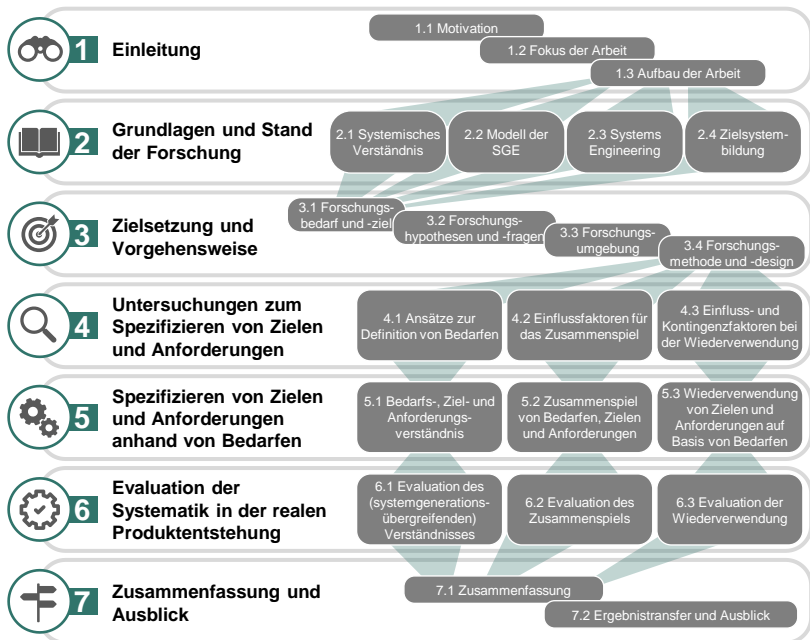 1
Einleitung
1.1 Motivation
1.2 Fokus der Arbeit
1.3 Aufbau der Arbeit
2
Grundlagen und Stand
der Forschung
2.1 Systemisches
Verständnis
2.2 Modell der
SGE
2.3 Systems
Engineering
2.4 Zielsystem-
bildung
3
Zielsetzung und
Vorgehensweise
3.1 Forschungs-
bedarf und -ziel
3.2 Forschungs-
hypothesen und -fragen
3.3 Forschungs-
umgebung
3.4 Forschungs-
methode und -design
4
Untersuchungen zum
Spezifizieren von Zielen
und Anforderungen
4.1 Ansätze zur
Definition von Bedarfen
4.2 Einflussfaktoren für
das Zusammenspiel
4.3 Einfluss- und
Kontingenzfaktoren bei
der Wiederverwendung
5
Spezifizieren von Zielen
und Anforderungen
anhand von Bedarfen
5.1 Bedarfs-, Ziel- und
Anforderungs-
verständnis
5.2 Zusammenspiel
von Bedarfen, Zielen
und Anforderungen
5.3 Wiederverwendung
von Zielen und
Anforderungen auf
Basis von Bedarfen
6
Evaluation der
Systematik in der realen
Produktentstehung
6.1 Evaluation des
(systemgenerations-
übergreifenden)
Verständnisses
6.2 Evaluation des
Zusammenspiels
6.3 Evaluation der
Wiederverwendung
7
Zusammenfassung und
Ausblick
7.1 Zusammenfassung
7.2 Ergebnistransfer und Ausblick